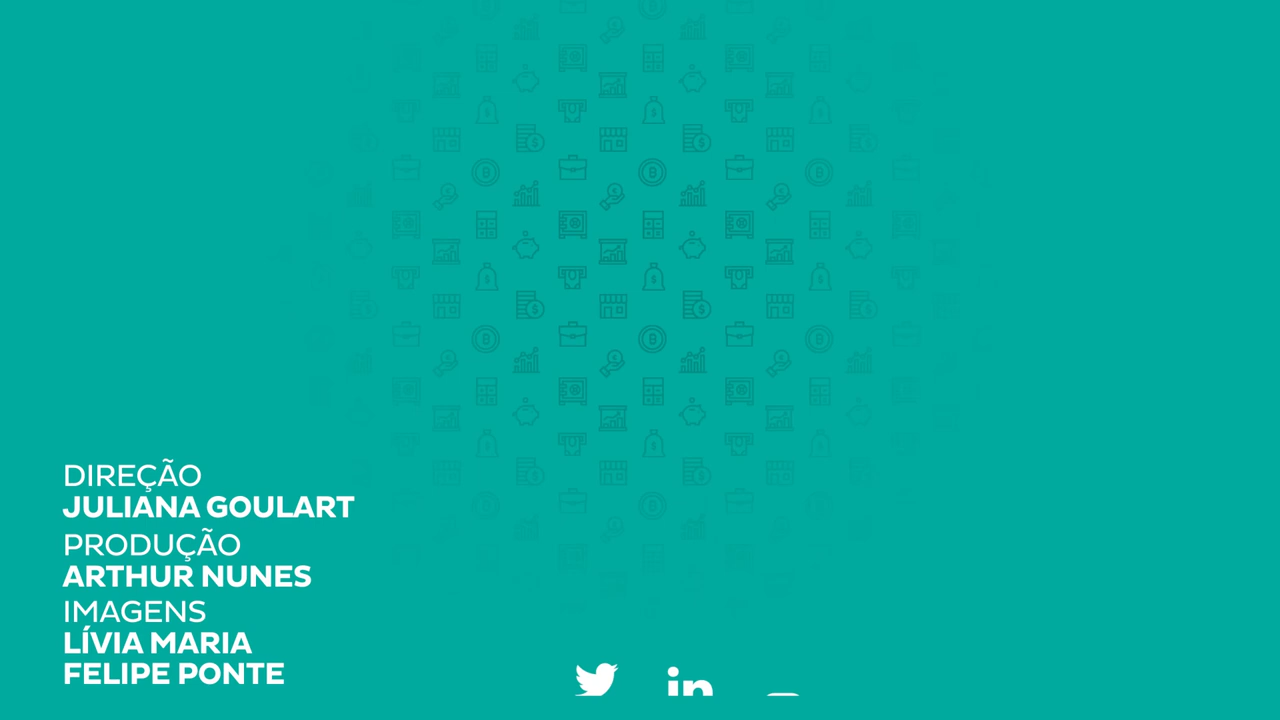 DIREÇÃO
JULIANA GOULART
PRODUÇÃO
ARTHUR NUNES
IMAGENS
LÍVIA MARIA
FELIPE PONTE